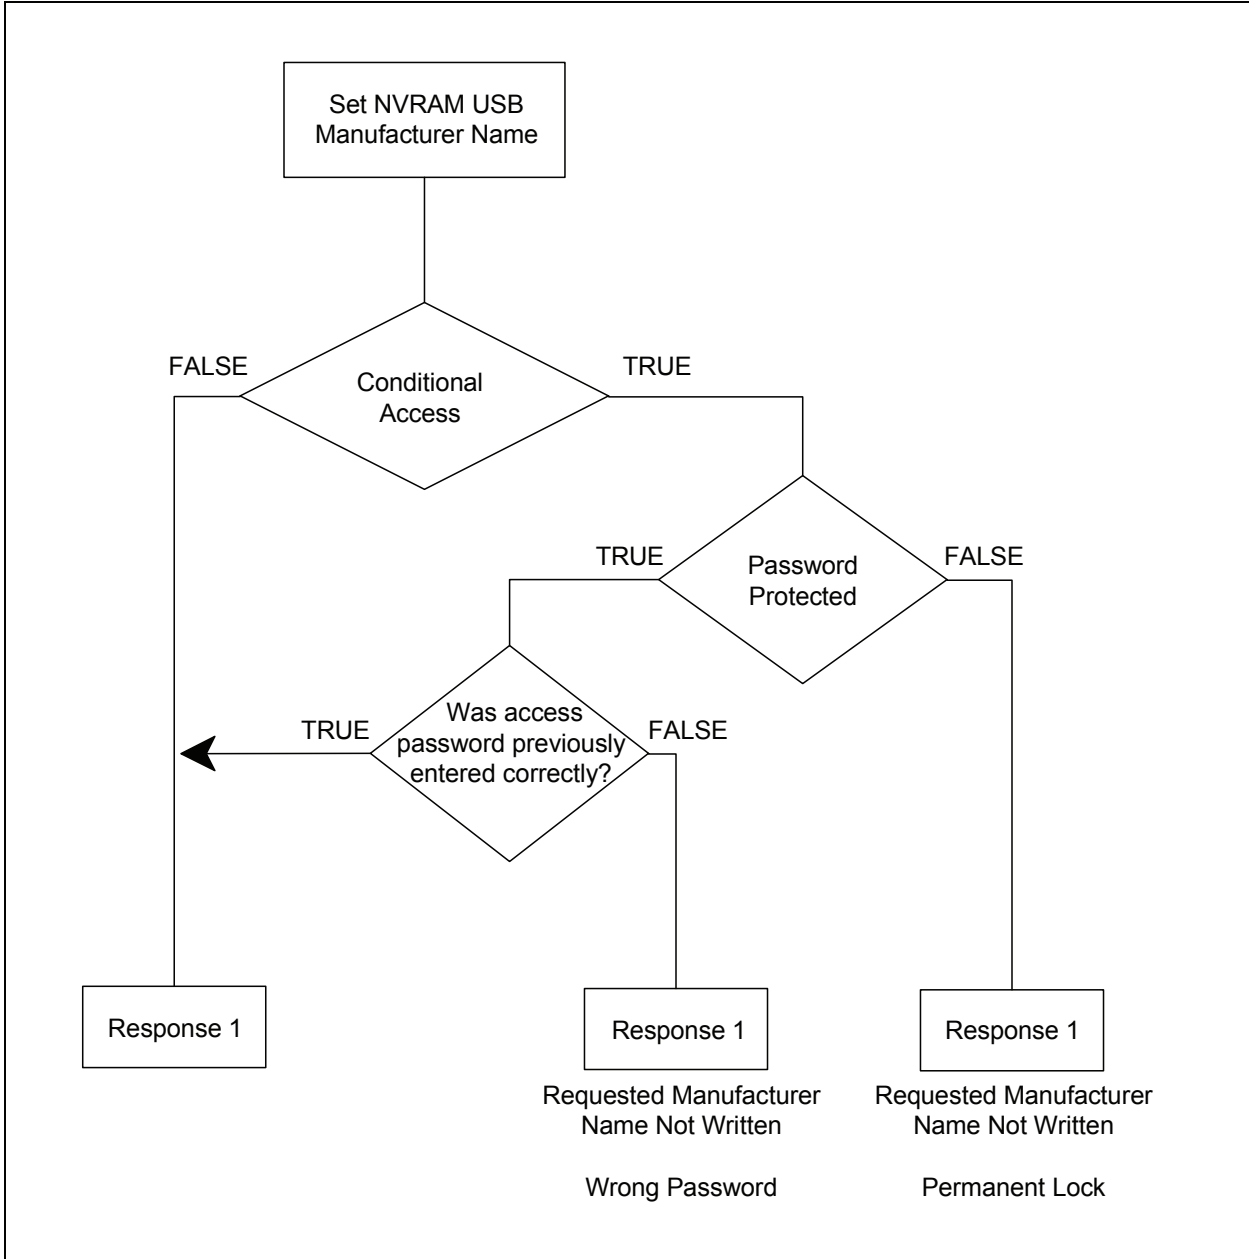 Set NVRAM USB
Manufacturer Name
FALSE
TRUE
Conditional
Access
TRUE
FALSE
Password
Protected
TRUE
FALSE
Was access
password previously
entered correctly?
Response 1
Response 1
Response 1
Requested Manufacturer
Name Not Written
Wrong Password
Requested Manufacturer
Name Not Written
Permanent Lock